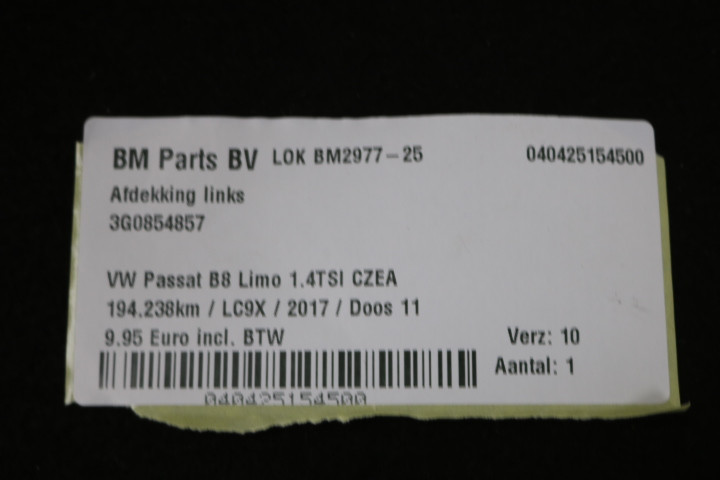 BM Parts BV LOK BM2977-25 040425154500
Afdekking links
3G0854857
VW Passat B8 Limo 1.4TSI CZEA
194.238km / LC9X / 2017 / Doos 11
9.95 Euro incl. BTW Verz: 10
Aantal: 1
040425154500